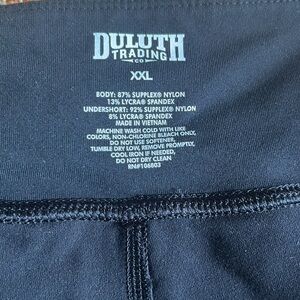 DULUTH
TRADING
CO
XXL
BODY: 87% SUPLEX® NYLON
13% LYCRA® SPANDEX
UNDERSHORT: 92% SUPLEX® NYLON
8% LYCRA® SPANDEX
MADE IN VIETNAM
MACHINE WASH COLD WITH LIKE
COLORS, NON-CHLORINE BLEACH ONLY,
DO NOT USE SOFTENER,
TUMBLE DRY LOW, REMOVE PROMPTLY,
COOL IRON IF NEEDED,
DO NOT DRY CLEAN
RN#106803